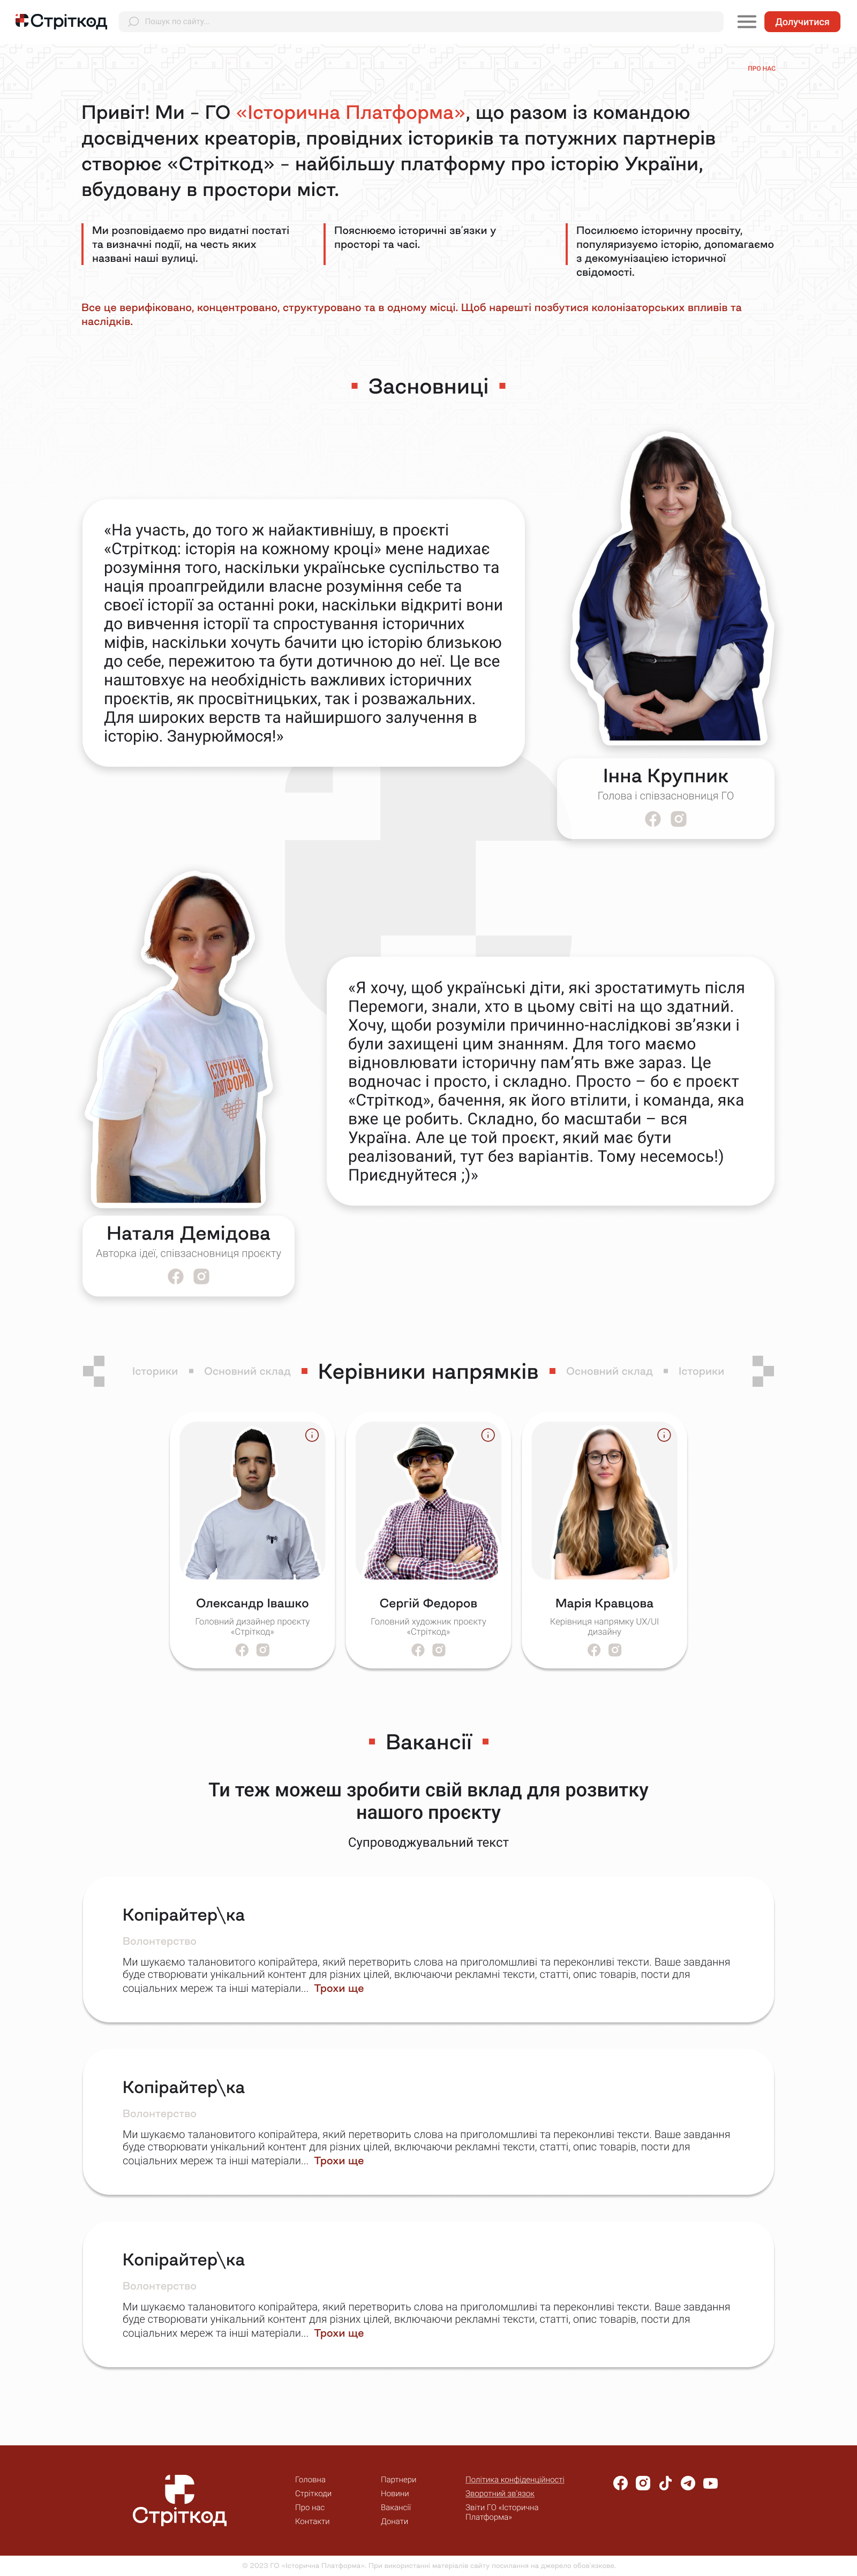 Стріткод
Пошук по сайту...
Долучитися
ПРО НАС
Привіт! Ми – ГО «Історична Платформа», що разом із командою
досвідчених креаторів, провідних істориків та потужних партнерів
створює «Стріткод» – найбільшу платформу про історію України,
вбудовану в простори міст.
Ми розповідаємо про видатні постаті
та визначні події, на честь яких
названі наші вулиці.
Пояснюємо історичні зв'язки у
просторі та часі.
Посилюємо історичну просвіту,
популяризуємо історію, допомагаємо
з декомунізацією історичної
свідомості.
Все це верифіковано, концентровано, структуровано та в одному місці. Щоб нарешті позбутися колонізаторських впливів та
наслідків.
Засновниці
«На участь, до того ж найактивнішу, в проєкті
«Стріткод: історія на кожному кроці» мене надихає
розуміння того, наскільки українське суспільство та
нація проапгрейдили власне розуміння себе та
своєї історії за останні роки, наскільки відкриті вони
до вивчення історії та спростування історичних
міфів, наскільки хочуть бачити цю історію близькою
до себе, пережитою та бути дотичною до неї. Це все
наштовхує на необхідність важливих історичних
проєктів, як просвітницьких, так і розважальних.
Для широких верств та найширшого залучення в
історію. Занурюймося!»
Інна Крупник
Голова і співзасновниця ГО
«Я хочу, щоб українські діти, які зростатимуть після
Перемоги, знали, хто в цьому світі на що здатний.
Хочу, щоби розуміли причинно-наслідкові зв’язки і
були захищені цим знанням. Для того маємо
відновлювати історичну пам’ять вже зараз. Це
водночас і просто, і складно. Просто – бо є проєкт
«Стріткод», бачення, як його втілити, і команда, яка
вже це робить. Складно, бо масштаби – вся
Україна. Але це той проєкт, який має бути
реалізований, тут без варіантів. Тому несемось!)
Приєднуйтеся ;)»
ІСТОРИЧНА
ПЛАТФОРМА
Наталя Демідова
Авторка ідеї, співзасновниця проєкту
Історики Основний склад Керівники напрямків Основний склад Історики
Олександр Івашко
Головний дизайнер проєкту
«Стріткод»
Сергій Федоров
Головний художник проєкту
«Стріткод»
Марія Кравцова
Керівниця напрямку UX/UI
дизайну
Вакансії
Ти теж можеш зробити свій вклад для розвитку
нашого проєкту
Супроводжувальний текст
Копірайтер\ка
Волонтерство
Ми шукаємо талановитого копірайтера, який перетворить слова на приголомшливі та переконливі тексти. Ваше завдання
буде створювати унікальний контент для різних цілей, включаючи рекламні тексти, статті, опис товарів, пости для
соціальних мереж та інші матеріали... Трохи ще
Копірайтер\ка
Волонтерство
Ми шукаємо талановитого копірайтера, який перетворить слова на приголомшливі та переконливі тексти. Ваше завдання
буде створювати унікальний контент для різних цілей, включаючи рекламні тексти, статті, опис товарів, пости для
соціальних мереж та інші матеріали... Трохи ще
Копірайтер\ка
Волонтерство
Ми шукаємо талановитого копірайтера, який перетворить слова на приголомшливі та переконливі тексти. Ваше завдання
буде створювати унікальний контент для різних цілей, включаючи рекламні тексти, статті, опис товарів, пости для
соціальних мереж та інші матеріали... Трохи ще
Стріткод
Головна
Стріткоди
Про нас
Контакти
Партнери
Новини
Вакансії
Донати
Політика конфіденційності
Зворотний зв'язок
Звіти ГО «Історична
Платформа»
© 2023 ГО «Історична Платформа». При використанні матеріалів сайту посилання на джерело обов'язкове.